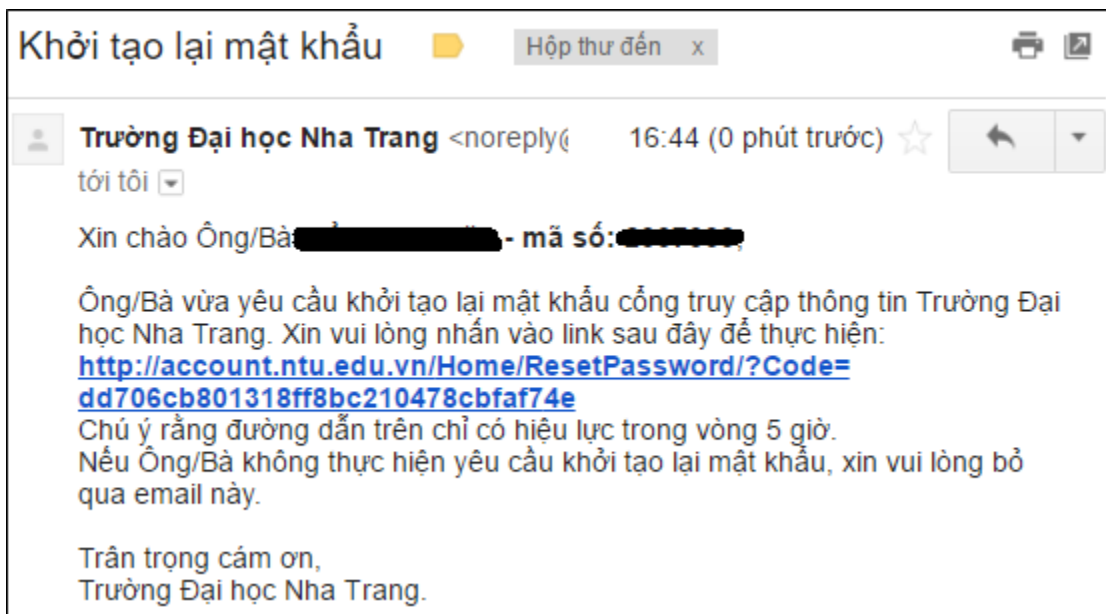 Khởi tạo lại mật khẩu Hộp thư đến x
Trường Đại học Nha Trang <noreply@ 16:44 (0 phút trước)
tới tôi
Xin chào Ông/Bà - mã số:
Ông/Bà vừa yêu cầu khởi tạo lại mật khẩu cổng truy cập thông tin Trường Đại
học Nha Trang. Xin vui lòng nhấn vào link sau đây để thực hiện:
http://account.ntu.edu.vn/Home/ResetPassword/?Code=
dd706cb801318ff8bc210478cbfaf74e
Chú ý rằng đường dẫn trên chỉ có hiệu lực trong vòng 5 giờ.
Nếu Ông/Bà không thực hiện yêu cầu khởi tạo lại mật khẩu, xin vui lòng bỏ
qua email này.
Trân trọng cám ơn,
Trường Đại học Nha Trang.